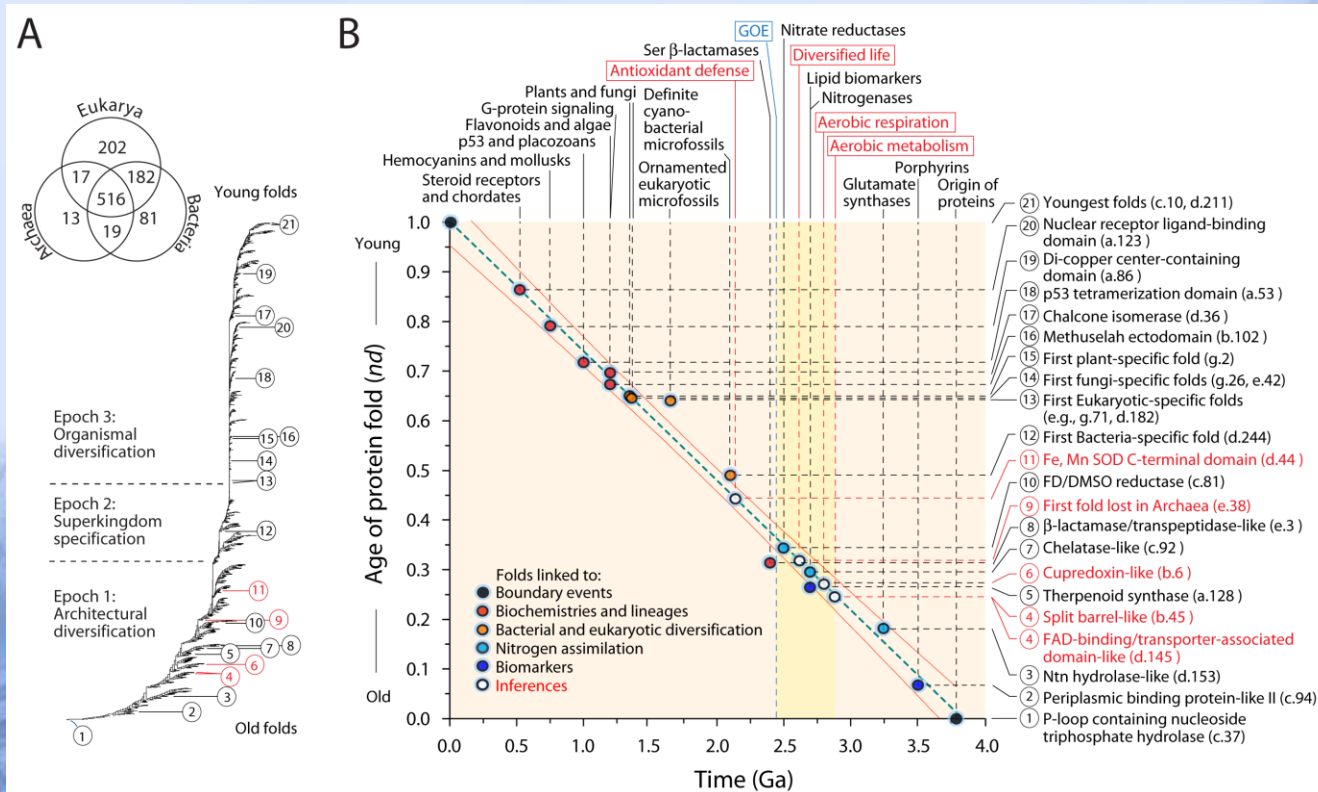 A
Eukarya
202
17
182
516
13
19
81
Archaea
Bacteria
Young folds
21
19
17
20
18
Epoch 3:
Organismal
diversification
15
16
14
13
Epoch 2:
Superkingdom
specification
12
Epoch 1:
Architectural
diversification
11
9
10
7
8
5
6
4
3
2
Old folds
1
B
GOE
Nitrate reductases
Ser β-lactamases
Diversified life
Antioxidant defense
Lipid biomarkers
Plants and fungi
Definite
cyano-
bacterial
microfossils
Nitrogenases
G-protein signaling
Flavonoids and algae
Aerobic respiration
p53 and placozoans
Aerobic metabolism
Hemocyanins and mollusks
Ornamented
eukaryotic
microfossils
Porphyrins
Steroid receptors
and chordates
Glutamate
synthases
Origin of
proteins
Age of protein fold (nd)
Young
Old
1.0
0.9
0.8
0.7
0.6
0.5
0.4
0.3
0.2
0.1
0.0
Folds linked to:
Boundary events
Biochemistries and lineages
Bacterial and eukaryotic diversification
Nitrogen assimilation
Biomarkers
Inferences
0.0
0.5
1.0
1.5
2.0
2.5
3.0
3.5
4.0
Time (Ga)
21 Youngest folds (c.10, d.211)
20 Nuclear receptor ligand-binding
domain (a.123 )
19 Di-copper center-containing
domain (a.86 )
18 p53 tetramerization domain (a.53)
17 Chalcone isomerase (d.36)
16 Methuselah ectodomain (b.102)
15 First plant-specific fold (g.2)
14 First fungi-specific folds (g.26, e.42)
13 First Eukaryotic-specific folds
(e.g., g.71, d.182)
12 First Bacteria-specific fold (d.244)
11 Fe, Mn SOD C-terminal domain (d.44 )
10 FD/DMSO reductase (c.81)
9 First fold lost in Archaea (e.38)
8 β-lactamase/transpeptidase-like (e.3 )
7 Chelatase-like (c.92 )
6 Cupredoxin-like (b.6)
5 Therpenoid synthase (a.128 )
4 Split barrel-like (b.45)
4 FAD-binding/transporter-associated
domain-like (d.145 )
3 Ntn hydrolase-like (d.153)
2 Periplasmic binding protein-like II (c.94)
1 P-loop containing nucleoside
triphosphate hydrolase (c.37)